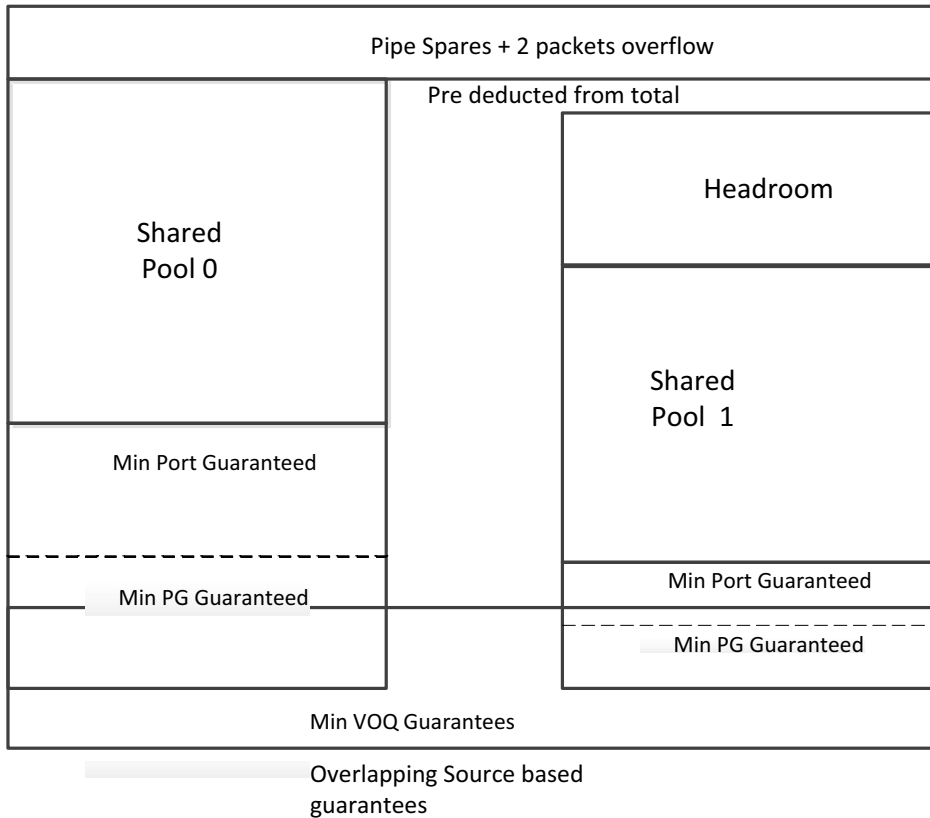 Pipe Spares + 2 packets overflow
Pre deducted from total
Headroom
Shared
Pool 0
Shared
Pool 1
Min Port Guaranteed
Min Port Guaranteed
Min PG Guaranteed
Min PG Guaranteed
Min VOQ Guarantees
Overlapping Source based
guarantees